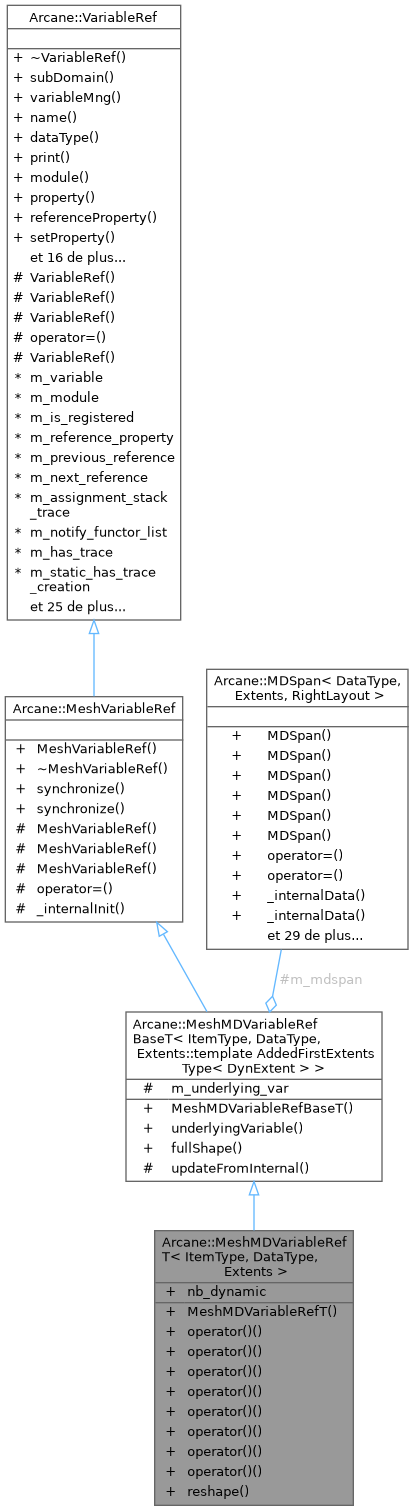 Arcane::VariableRef
+ ~VariableRef()
+ subDomain()
+ variableMng()
+ name()
+ dataType()
+ print()
+ module()
+ property()
+ referenceProperty()
+ setProperty()
et 16 de plus...
# VariableRef()
# VariableRef()
# VariableRef()
# operator=()
# VariableRef()
* m_variable
* m_module
* m_is_registered
* m_reference_property
* m_previous_reference
* m_next_reference
* m_assignment_stack
_trace
* m_notify_functor_list
* m_has_trace
* m_static_has_trace
_creation
et 25 de plus...
Arcane::MeshVariableRef
+ MeshVariableRef()
+ ~MeshVariableRef()
+ synchronize()
+ synchronize()
# MeshVariableRef()
# MeshVariableRef()
# MeshVariableRef()
# operator=()
# _internalInit()
Arcane::MDSpan< DataType,
Extents, RightLayout >
+ MDSpan()
+ MDSpan()
+ MDSpan()
+ MDSpan()
+ MDSpan()
+ MDSpan()
+ operator=()
+ operator=()
+ _internalData()
+ _internalData()
et 29 de plus...
#m_mdspan
Arcane::MeshMDVariableRef
BaseT< ItemType, DataType,
Extents::template AddedFirstExtents
Type< DynExtent > >
# m_underlying_var
+ MeshMDVariableRefBaseT()
+ underlyingVariable()
+ fullShape()
# updateFromInternal()
Arcane::MeshMDVariableRef
T< ItemType, DataType,
Extents >
+ nb_dynamic
+ MeshMDVariableRefT()
+ operator()()
+ operator()()
+ operator()()
+ operator()()
+ operator()()
+ operator()()
+ operator()()
+ operator()()
+ reshape()